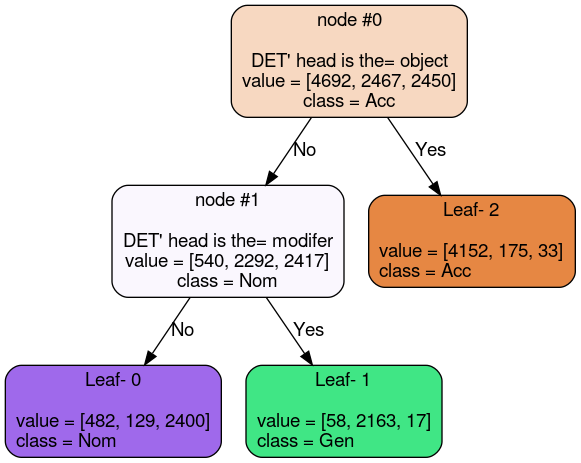 node #0
DET' head is the= object
value = [4692, 2467, 2450]
class = Acc
No
Yes
node #1
DET' head is the= modifer
value = [540, 2292, 2417]
class = Nom
Leaf- 2
value = [4152, 175, 33]
class = Acc
No
Yes
Leaf- 0
value = [482, 129, 2400]
class = Nom
Leaf- 1
value = [58, 2163, 17]
class = Gen